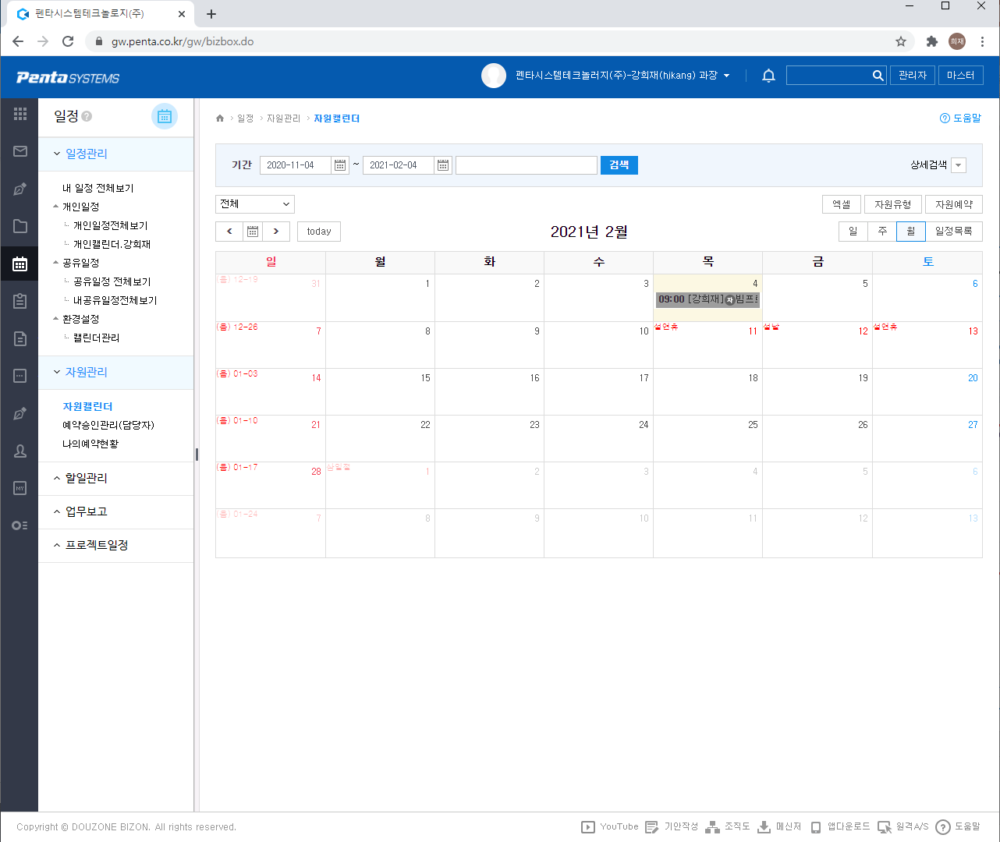 펜타시스템테크놀로지(주)
gw.penta.co.kr/gw/bizbox.do
희재
Penta SYSTEMS
펜타시스템테크놀러지(주)-강희재(hjkang) 과장
관리자
마스터
일정
일정관리
내 일정 전체보기
개인일정
개인일정전체보기
개인캘린더.강희재
공유일정
공유일정 전체보기
내공유일정전체보기
환경설정
캘린더관리
자원관리
자원캘린더
예약승인관리(담당자)
나의예약현황
할일관리
업무보고
프로젝트일정
MY
일정 > 자원관리 > 자원캘린더
도움말
기간 2020-11-04 ~ 2021-02-04 검색 상세검색
전체 엑셀 자원유형 자원예약
today 2021년 2월 일 주 월 일정목록
일 월 화 수 목 금 토
(음) 12-19 31 1 2 3 4 5 6
09:00 [강희재] 자 빔프로
(음) 12-26 7 8 9 10 설연휴 11 설날 12 설연휴 13
(음) 01-03 14 15 16 17 18 19 20
(음) 01-10 21 22 23 24 25 26 27
(음) 01-17 28 삼일절 1 2 3 4 5 6
(음) 01-24 7 8 9 10 11 12 13
Copyright © DOUZONE BIZON. All rights reserved.
YouTube 기안작성 조직도 메신저 앱다운로드 원격A/S 도움말